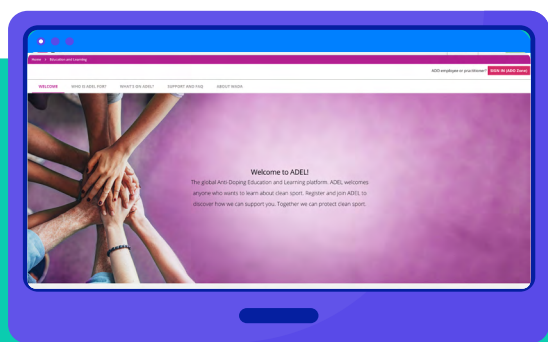 Home > Education and Learning
ADO employee or practitioner? SIGN IN (ADO Zone)
WELCOME WHO IS ADEL FOR? WHAT'S ON ADEL? SUPPORT AND FAQ ABOUT WADA
Welcome to ADEL!
The global Anti-Doping Education and Learning platform. ADEL welcomes
anyone who wants to learn about clean sport. Register and join ADEL to
discover how we can support you. Together we can protect clean sport.